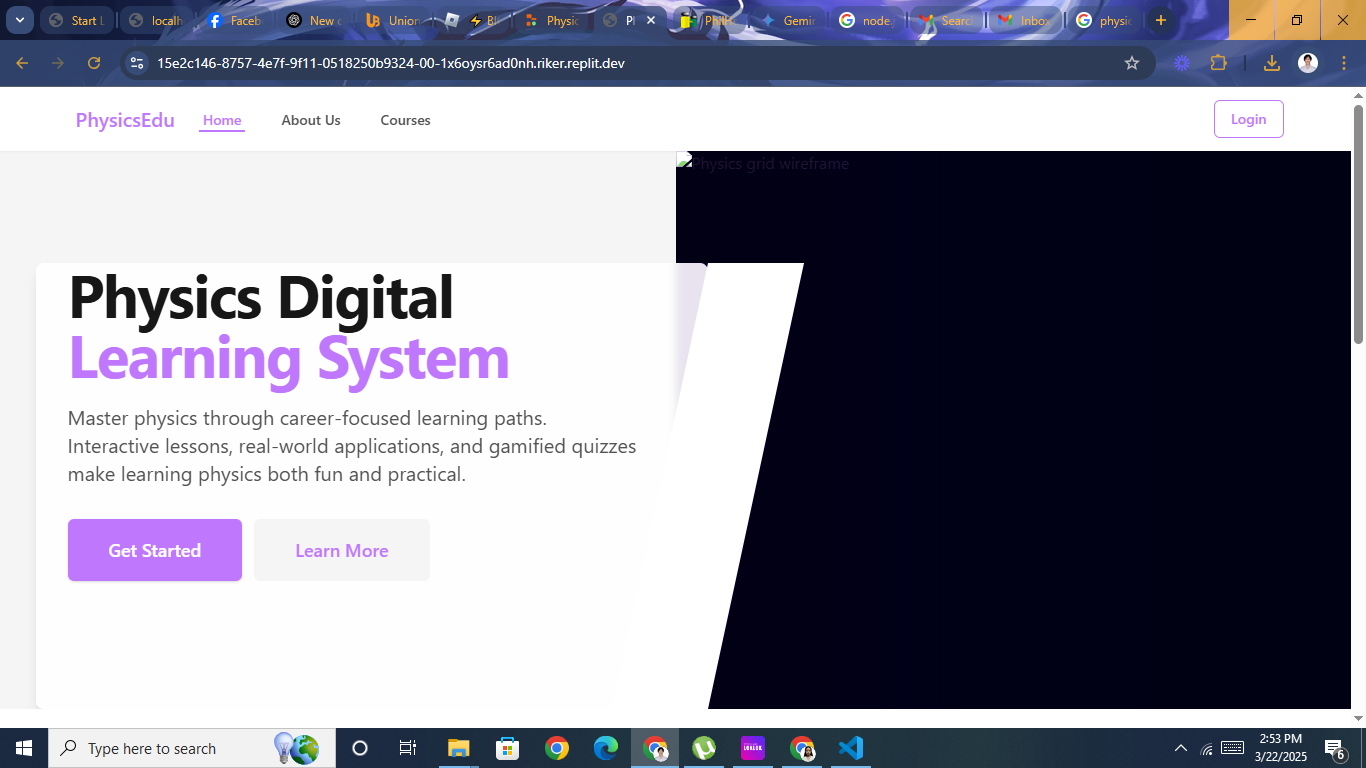 Start L
localh
Faceb
New c
Union
Bl
Physic
Pl
PhilH
Gemir
node.
Search
Inbox
physic
15e2c146-8757-4e7f-9f11-0518250b9324-00-1x6oysr6ad0nh.riker.replit.dev
PhysicsEdu
Home
About Us
Courses
Login
Physics grid wireframe
Physics Digital
Learning System
Master physics through career-focused learning paths.
Interactive lessons, real-world applications, and gamified quizzes
make learning physics both fun and practical.
Get Started
Learn More
Type here to search
LOKLOK
2:53 PM
3/22/2025
6